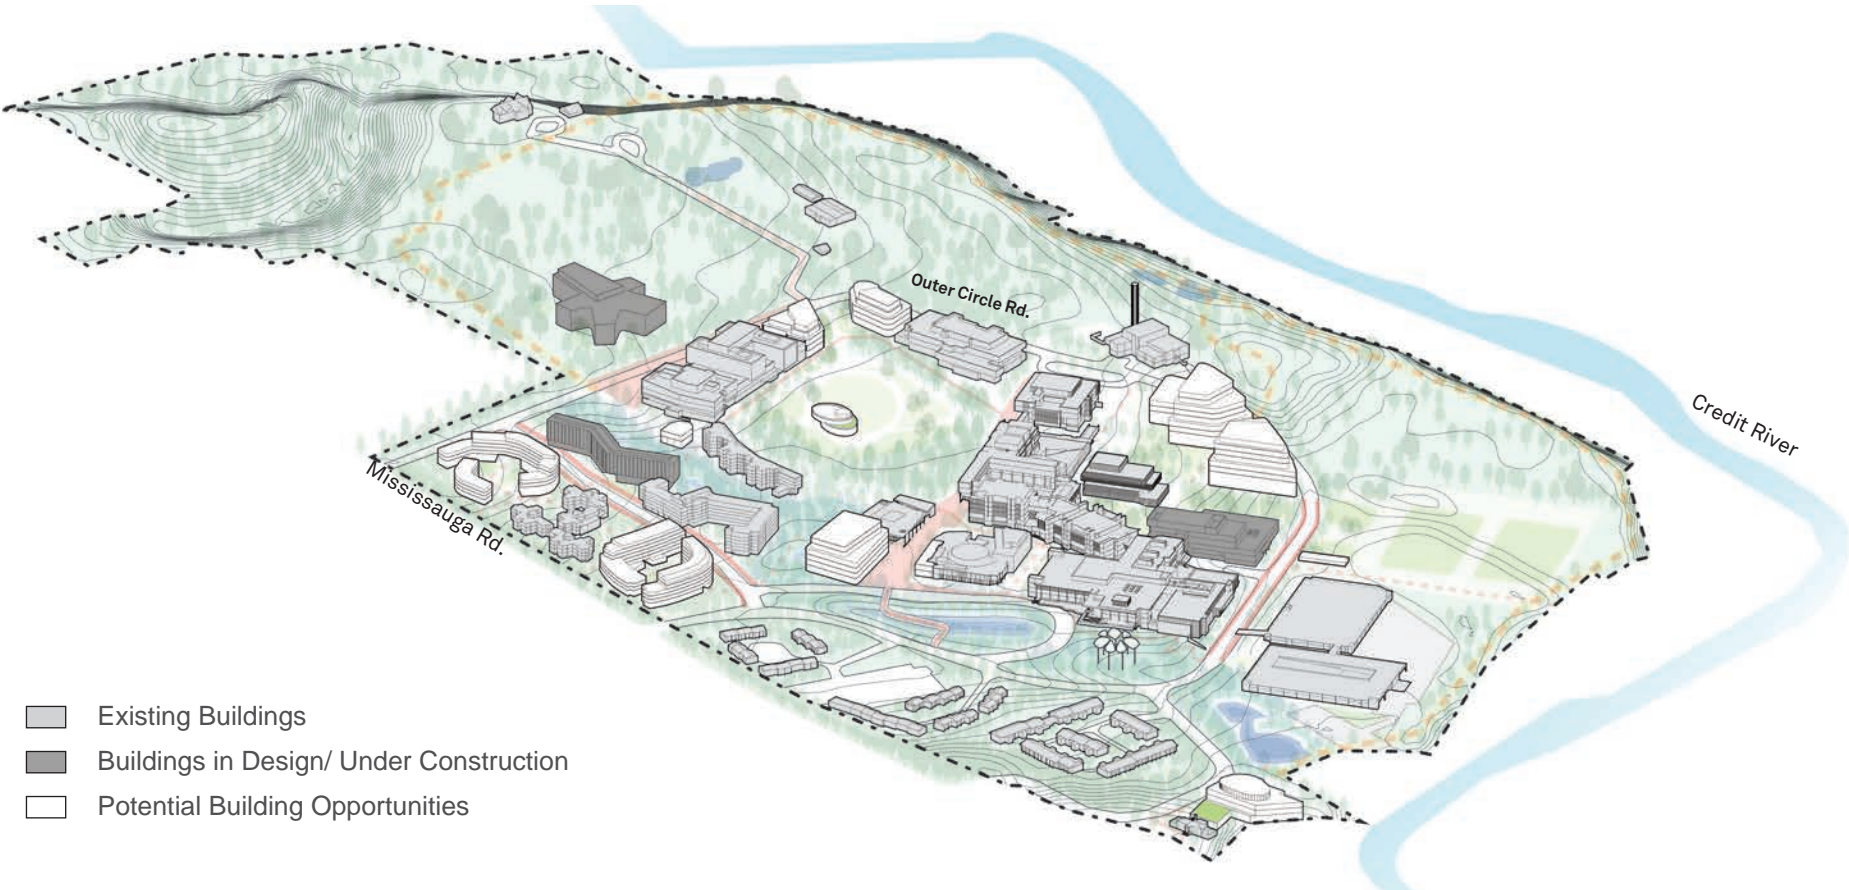 Outer Circle Rd.
Credit River
Mississauga Rd.
Existing Buildings
Buildings in Design/ Under Construction
Potential Building Opportunities